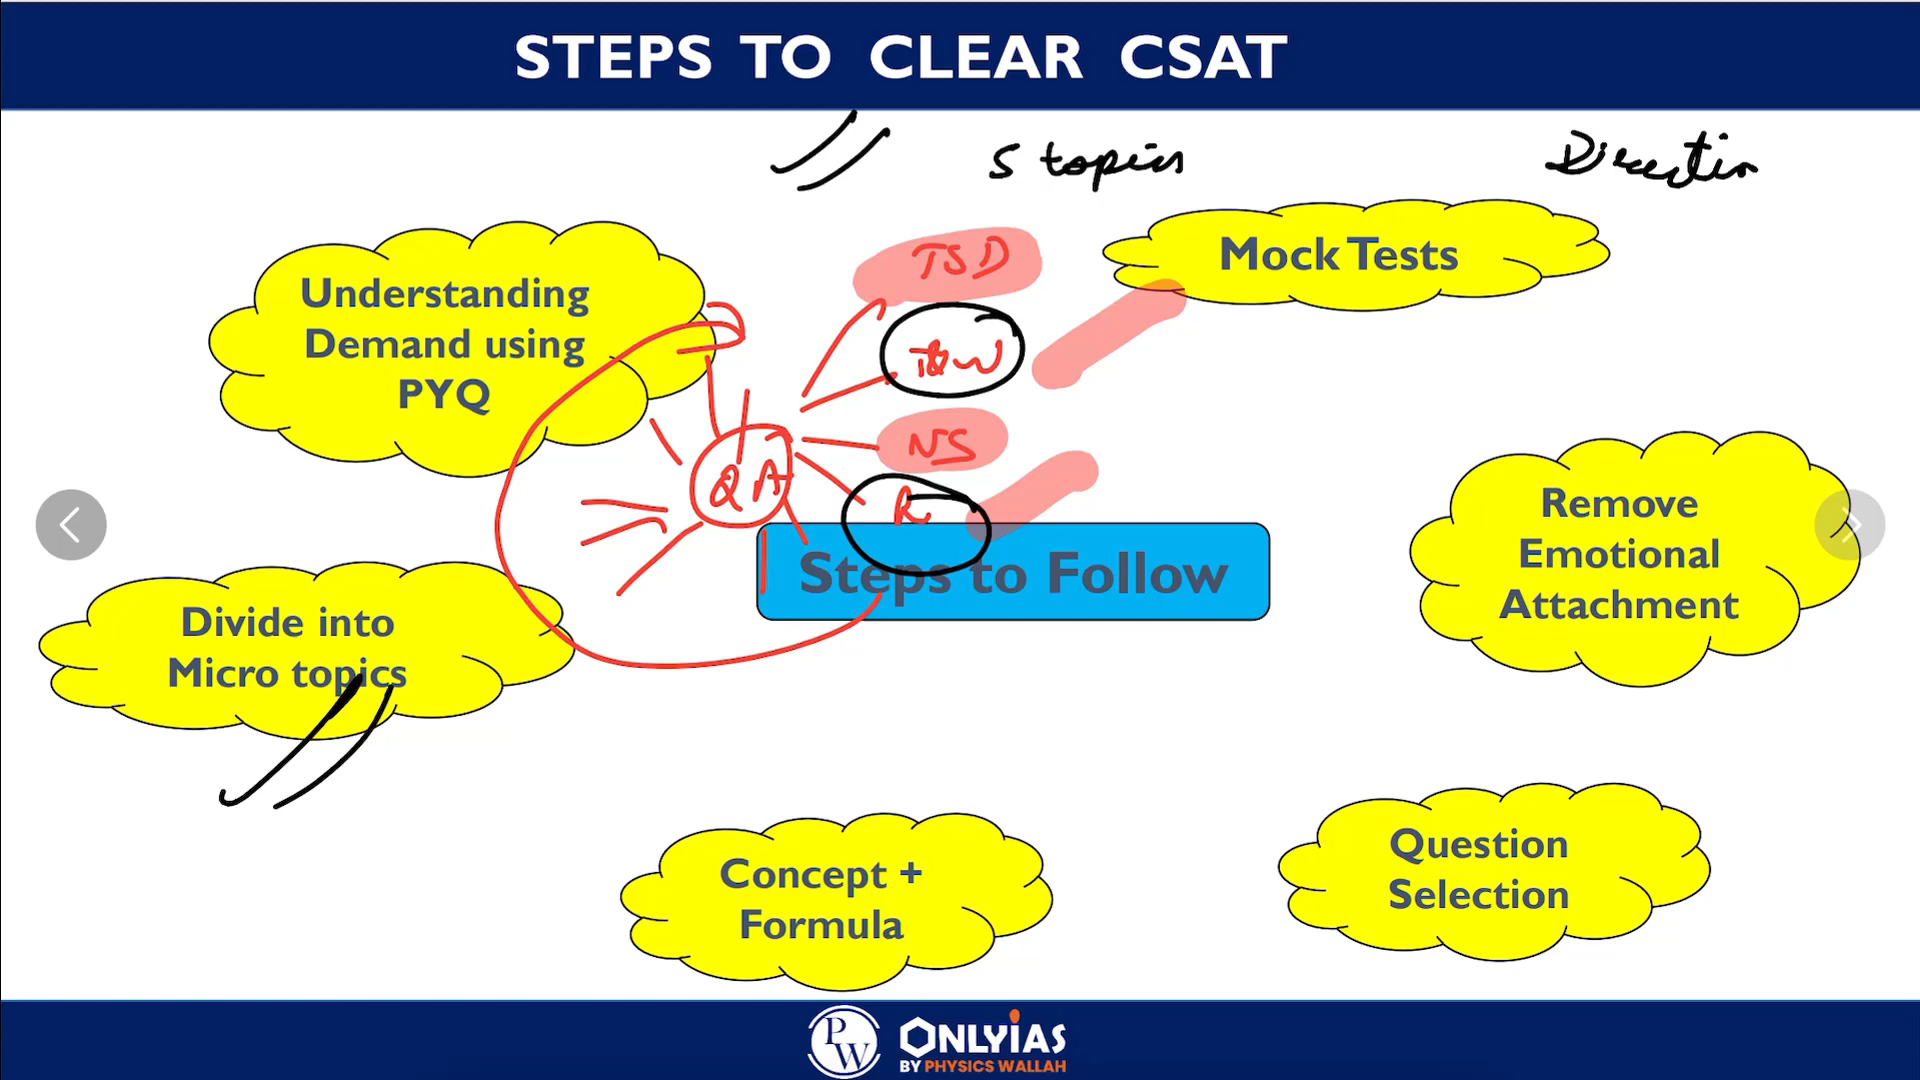 STEPS TO CLEAR CSAT
5 topics
Direction
Understanding
Demand using
PYQ
TSD
T&W
NS
R
QA
Mock Tests
Remove
Emotional
Attachment
Steps to Follow
Divide into
Micro topics
Concept +
Formula
Question
Selection
PW
ONLYIAS
BY PHYSICS WALLAH